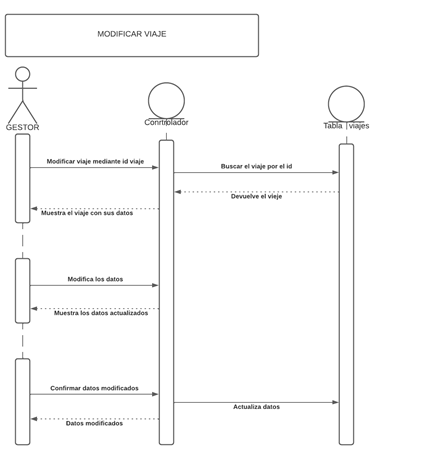 MODIFICAR VIAJE
GESTOR
Conrtrolador
Tabla viajes
Modificar viaje mediante id viaje
Buscar el viaje por el id
Devuelve el vieje
Muestra el viaje con sus datos
Modifica los datos
Muestra los datos actualizados
Confirmar datos modificados
Actualiza datos
Datos modificados